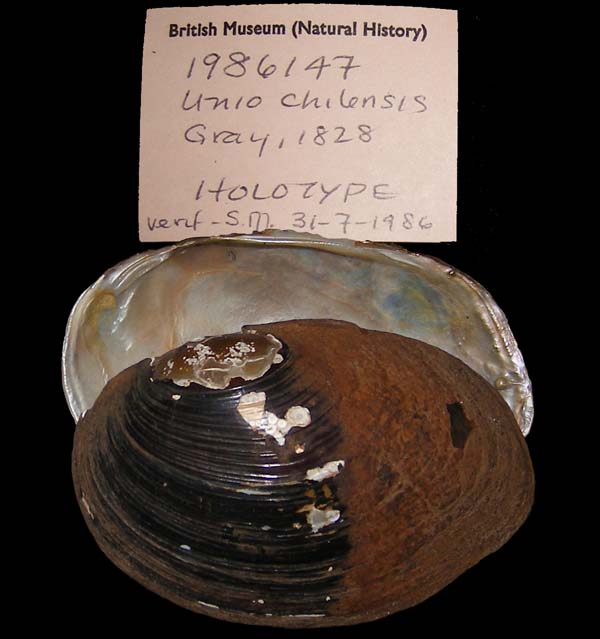 British Museum (Natural History)
1986147
Unio chilensis
Gray, 1828
HOLOTYPE
verif - S.M. 31-7-1986